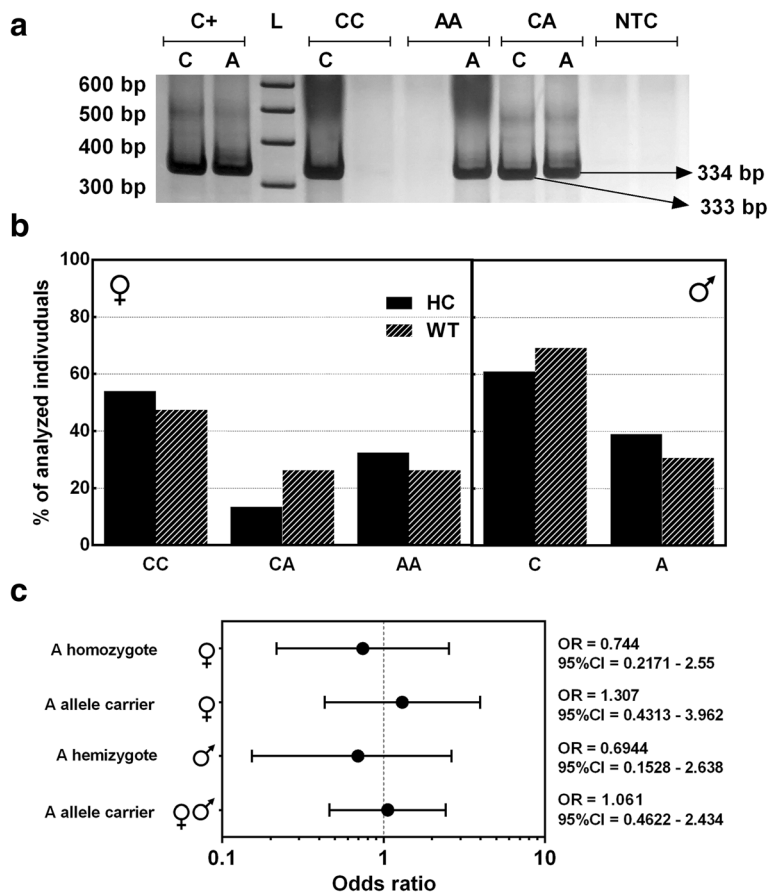 a
C+ L CC AA CA NTC
C A C A C A
600 bp
500 bp
400 bp
300 bp
334 bp
333 bp
b
% of analyzed indivuduals
100
80
60
40
20
0
♀
HC
WT
♂
CC CA AA C A
c
A homozygote ♀
OR = 0.744
95%CI = 0.2171 - 2.55
A allele carrier ♀
OR = 1.307
95%CI = 0.4313 - 3.962
A hemizygote ♂
OR = 0.6944
95%CI = 0.1528 - 2.638
A allele carrier ♀♂
OR = 1.061
95%CI = 0.4622 - 2.434
0.1 1 10
Odds ratio